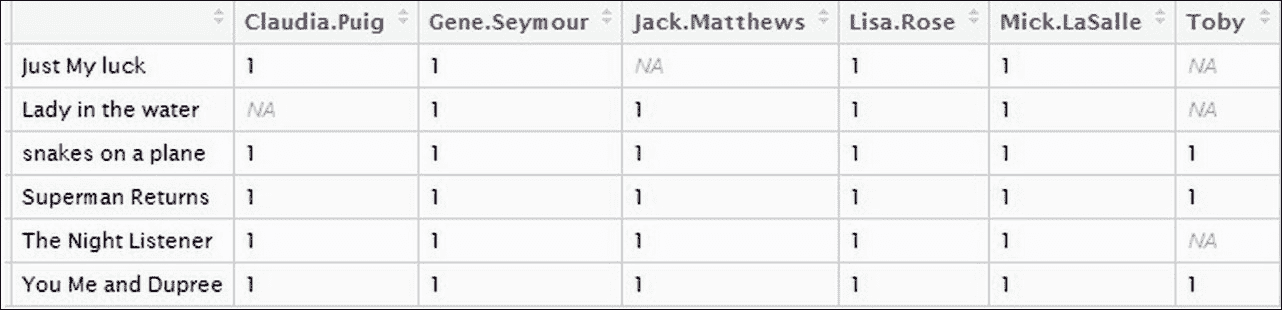 Claudia.Puig Gene.Seymour Jack.Matthews Lisa.Rose Mick.LaSalle Toby
Just My luck 1 1 NA 1 1 NA
Lady in the water NA 1 1 1 1 NA
snakes on a plane 1 1 1 1 1 1
Superman Returns 1 1 1 1 1 1
The Night Listener 1 1 1 1 1 NA
You Me and Dupree 1 1 1 1 1 1